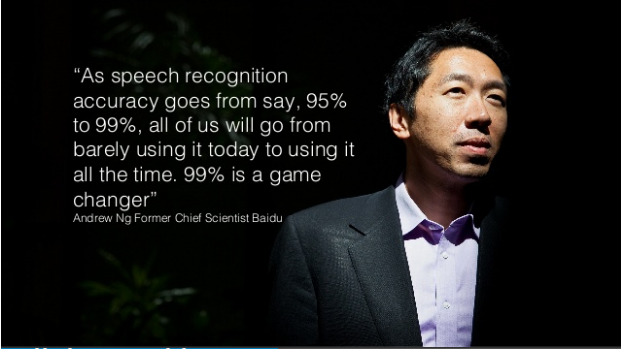 “As speech recognition
accuracy goes from say, 95%
to 99%, all of us will go from
barely using it today to using it
all the time. 99% is a game
changer”
Andrew Ng Former Chief Scientist Baidu